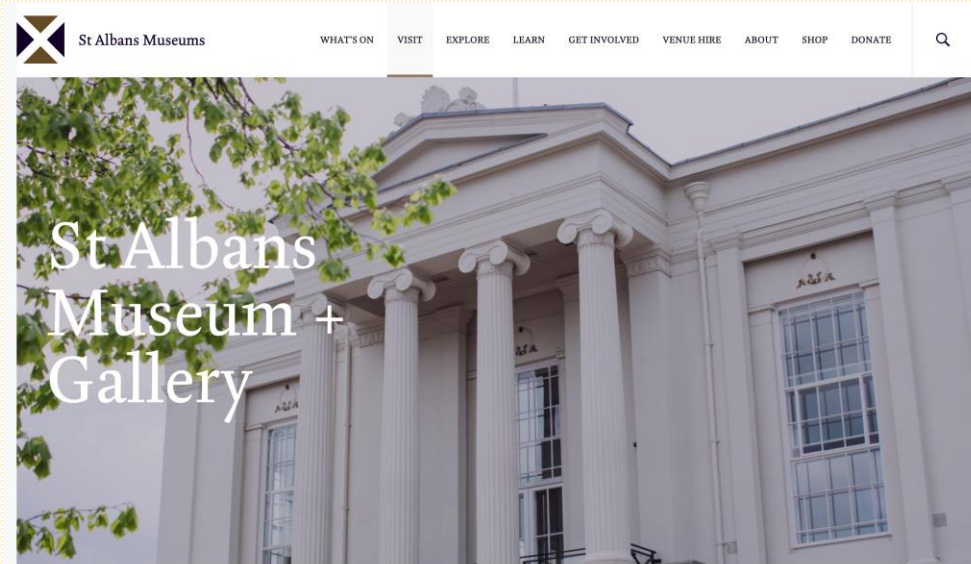 St Albans Museums
WHAT'S ON VISIT EXPLORE LEARN GET INVOLVED VENUE HIRE ABOUT SHOP DONATE
St Albans
Museum +
Gallery